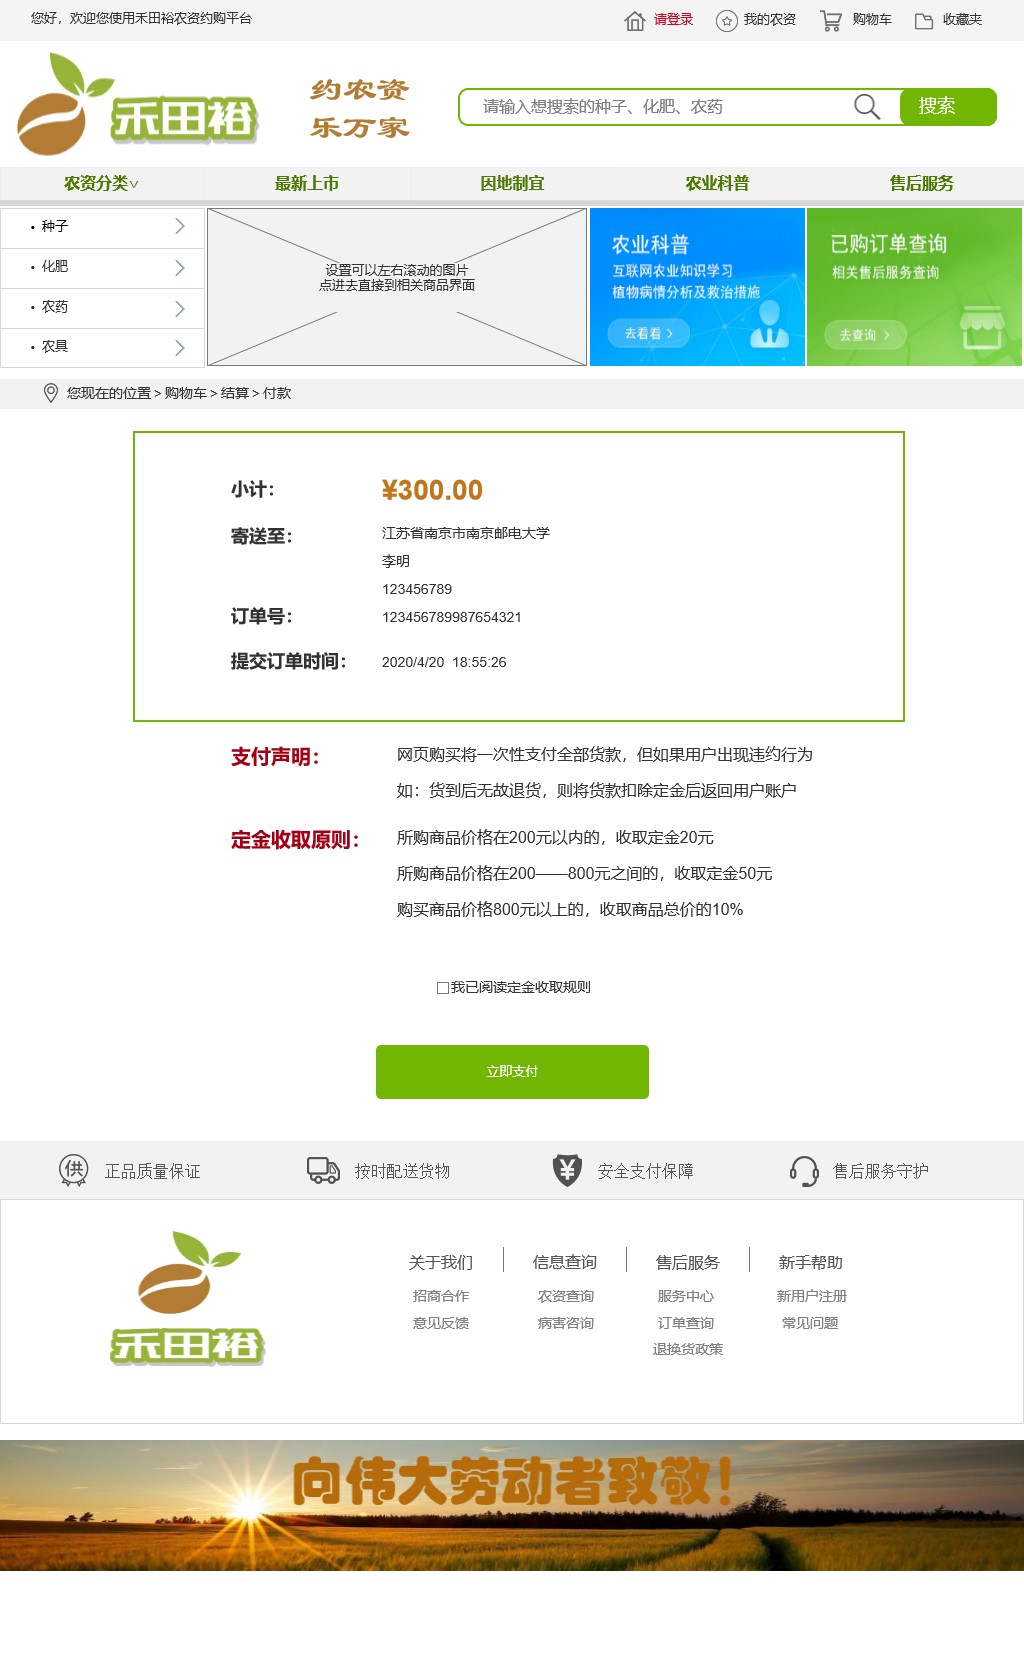 您好，欢迎您使用禾田裕农资约购平台
请登录
我的农资
购物车
收藏夹
禾田裕
约农资
乐万家
请输入想搜索的种子、化肥、农药
搜索
农资分类∨
最新上市
因地制宜
农业科普
售后服务
• 种子
• 化肥
• 农药
• 农具
设置可以左右滚动的图片
点进去直接到相关商品界面
农业科普
互联网农业知识学习
植物病情分析及救治措施
去看看 >
已购订单查询
相关售后服务查询
去查询 >
您现在的位置 > 购物车 > 结算 > 付款
小计： ¥300.00
寄送至： 江苏省南京市南京邮电大学
李明
123456789
订单号： 123456789987654321
提交订单时间： 2020/4/20 18:55:26
支付声明： 网页购买将一次性支付全部货款，但如果用户出现违约行为
如：货到后无故退货，则将货款扣除定金后返回用户账户
定金收取原则： 所购商品价格在200元以内的，收取定金20元
所购商品价格在200——800元之间的，收取定金50元
购买商品价格800元以上的，收取商品总价的10%
我已阅读定金收取规则
立即支付
供 正品质量保证
按时配送货物
¥ 安全支付保障
售后服务守护
禾田裕
关于我们
招商合作
意见反馈
信息查询
农资查询
病害咨询
售后服务
服务中心
订单查询
退换货政策
新手帮助
新用户注册
常见问题
向伟大劳动者致敬！